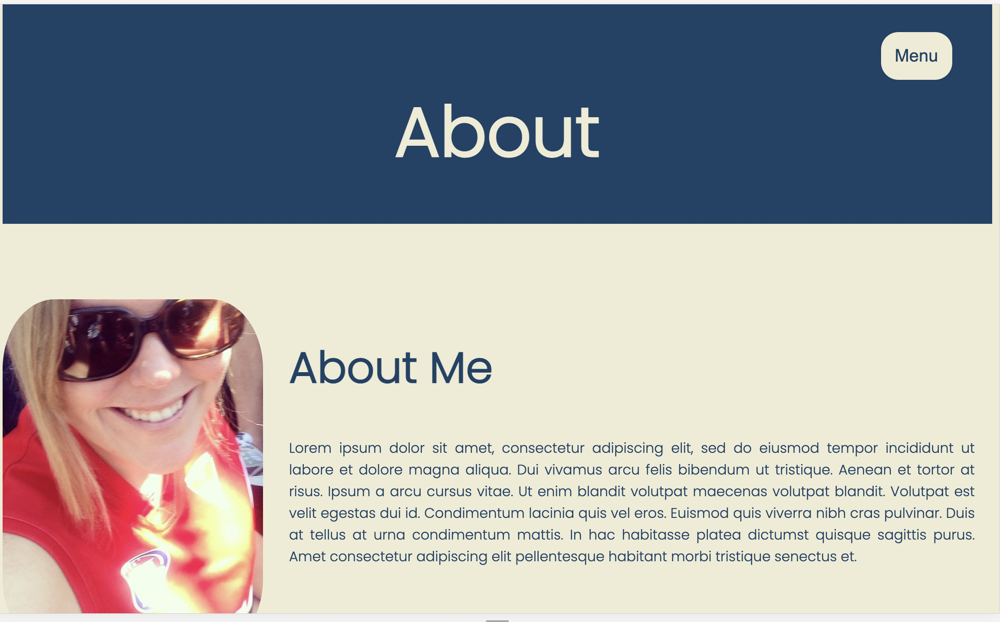 Menu
About
About Me
Lorem ipsum dolor sit amet, consectetur adipiscing elit, sed do eiusmod tempor incididunt ut
labore et dolore magna aliqua. Dui vivamus arcu felis bibendum ut tristique. Aenean et tortor at
risus. Ipsum a arcu cursus vitae. Ut enim blandit volutpat maecenas volutpat blandit. Volutpat est
velit egestas dui id. Condimentum lacinia quis vel eros. Euismod quis viverra nibh cras pulvinar. Duis
at tellus at urna condimentum mattis. In hac habitasse platea dictumst quisque sagittis purus.
Amet consectetur adipiscing elit pellentesque habitant morbi tristique senectus et.